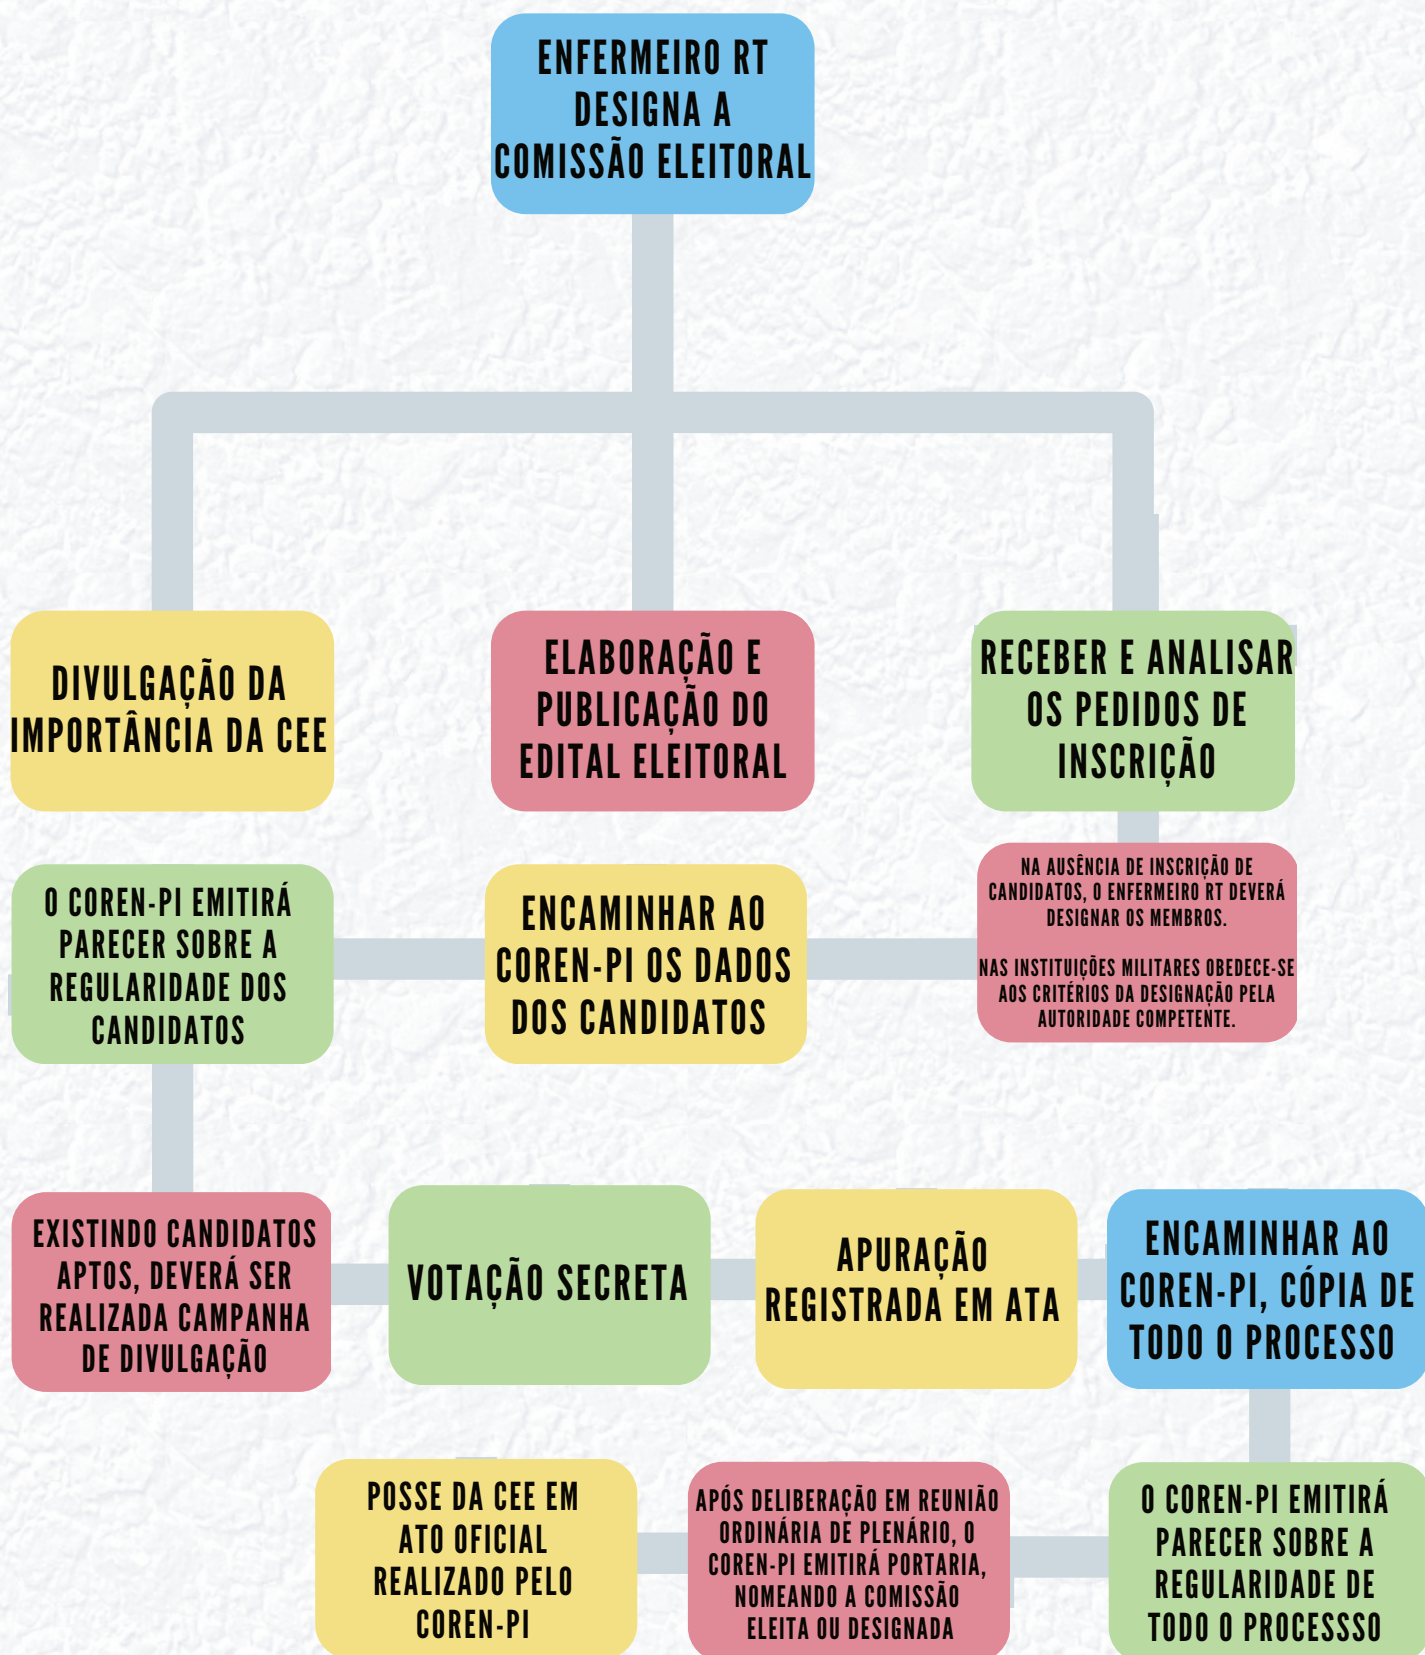 ENFERMEIRO RT
DESIGNA A
COMISSÃO ELEITORAL
DIVULGAÇÃO DA
IMPORTÂNCIA DA CEE
ELABORAÇÃO E
PUBLICAÇÃO DO
EDITAL ELEITORAL
RECEBER E ANALISAR
OS PEDIDOS DE
INSCRIÇÃO
NA AUSÊNCIA DE INSCRIÇÃO DE
CANDIDATOS, O ENFERMEIRO RT DEVERÁ
DESIGNAR OS MEMBROS.
NAS INSTITUIÇÕES MILITARES OBEDECE-SE
AOS CRITÉRIOS DA DESIGNAÇÃO PELA
AUTORIDADE COMPETENTE.
ENCAMINHAR AO
COREN-PI OS DADOS
DOS CANDIDATOS
O COREN-PI EMITIRÁ
PARECER SOBRE A
REGULARIDADE DOS
CANDIDATOS
EXISTINDO CANDIDATOS
APTOS, DEVERÁ SER
REALIZADA CAMPANHA
DE DIVULGAÇÃO
VOTAÇÃO SECRETA
APURAÇÃO
REGISTRADA EM ATA
ENCAMINHAR AO
COREN-PI, CÓPIA DE
TODO O PROCESSO
O COREN-PI EMITIRÁ
PARECER SOBRE A
REGULARIDADE DE
TODO O PROCESSSO
APÓS DELIBERAÇÃO EM REUNIÃO
ORDINÁRIA DE PLENÁRIO, O
COREN-PI EMITIRÁ PORTARIA,
NOMEANDO A COMISSÃO
ELEITA OU DESIGNADA
POSSE DA CEE EM
ATO OFICIAL
REALIZADO PELO
COREN-PI